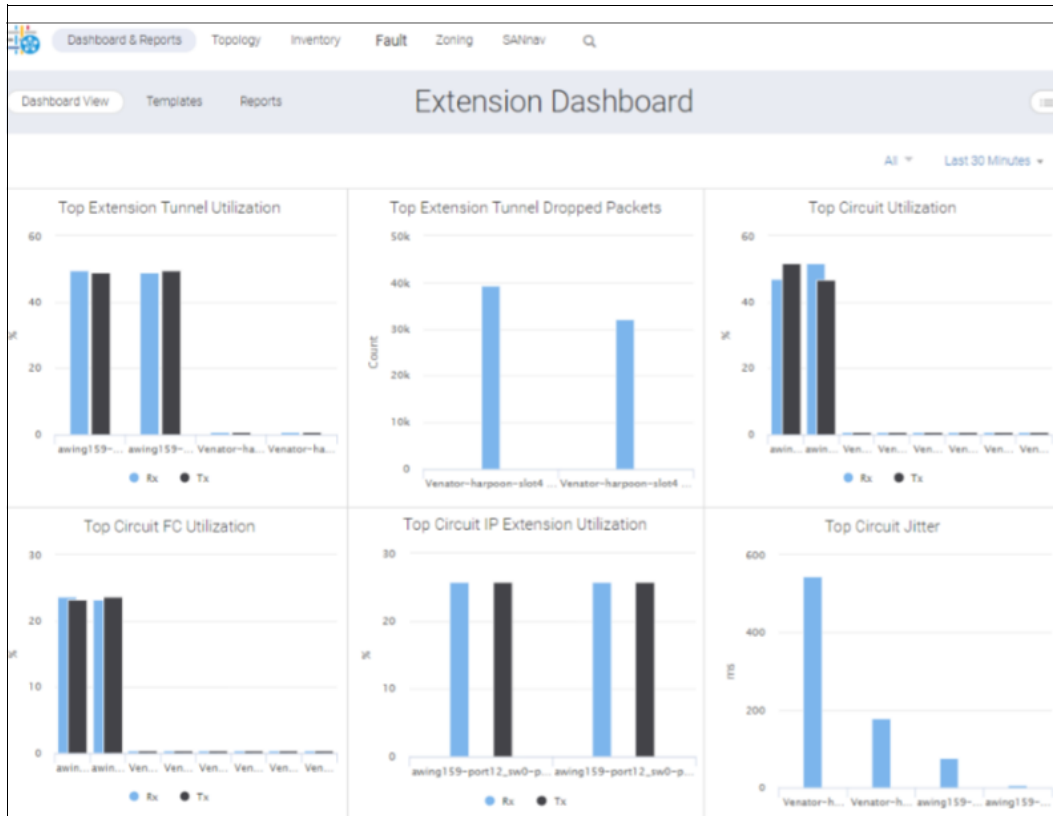 Dashboard & Reports Topology Inventory Fault Zoning SANnav
Dashboard View Templates Reports Extension Dashboard
All Last 30 Minutes
Top Extension Tunnel Utilization
60
40
%
20
0
awing159-... awing159-... Venator-ha... Venator-ha...
Rx Tx
Top Extension Tunnel Dropped Packets
50k
40k
30k
Count
20k
10k
0
Venator-harpoon-slot4 ... Venator-harpoon-slot4 ...
Top Circuit Utilization
60
40
%
20
0
awin... awin... Ven... Ven... Ven... Ven... Ven... Ven...
Rx Tx
Top Circuit FC Utilization
30
20
%
10
0
awin... awin... Ven... Ven... Ven... Ven... Ven... Ven...
Rx Tx
Top Circuit IP Extension Utilization
30
20
%
10
0
awing159-port12_sw0-p... awing159-port12_sw0-p...
Rx Tx
Top Circuit Jitter
600
400
ms
200
0
Venator-h... Venator-h... awing159-... awing159-...